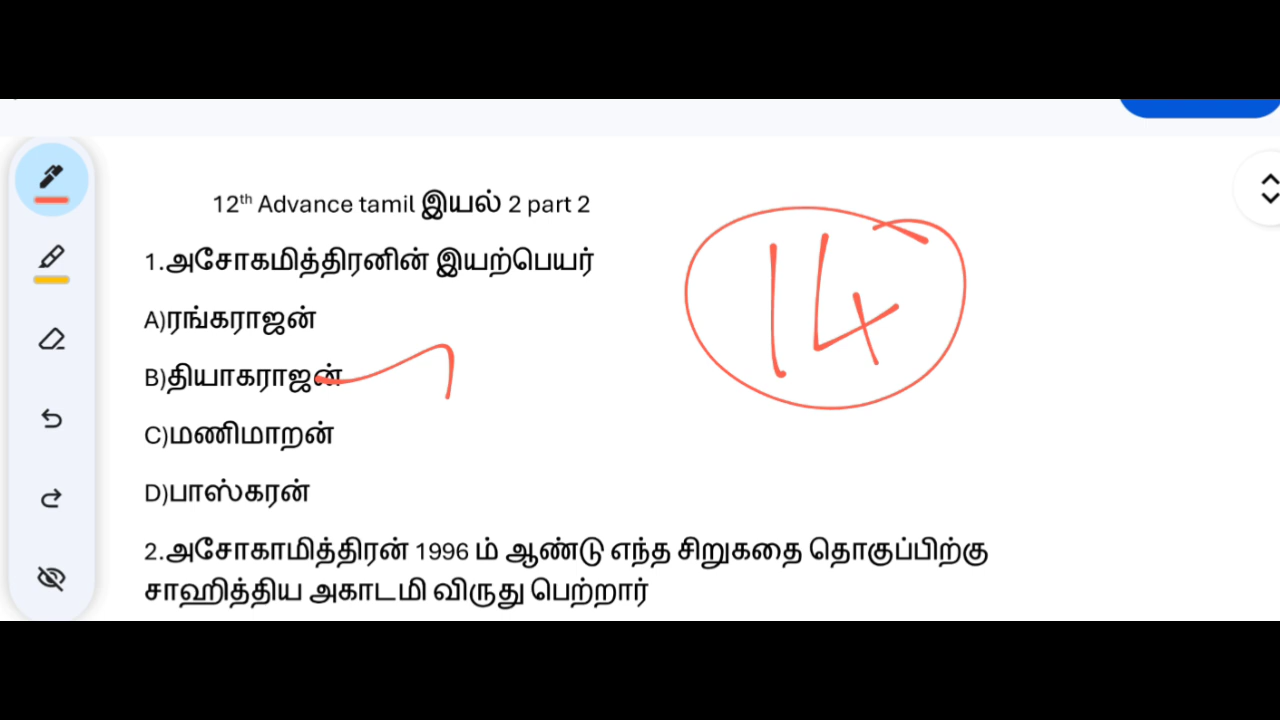 12th Advance tamil இயல் 2 part 2
14
1.அசோகமித்திரனின் இயற்பெயர்
A)ரங்கராஜன்
B)தியாகராஜன்
C)மணிமாறன்
D)பாஸ்கரன்
2.அசோகாமித்திரன் 1996 ம் ஆண்டு எந்த சிறுகதை தொகுப்பிற்கு
சாஹித்திய அகாடமி விருது பெற்றார்